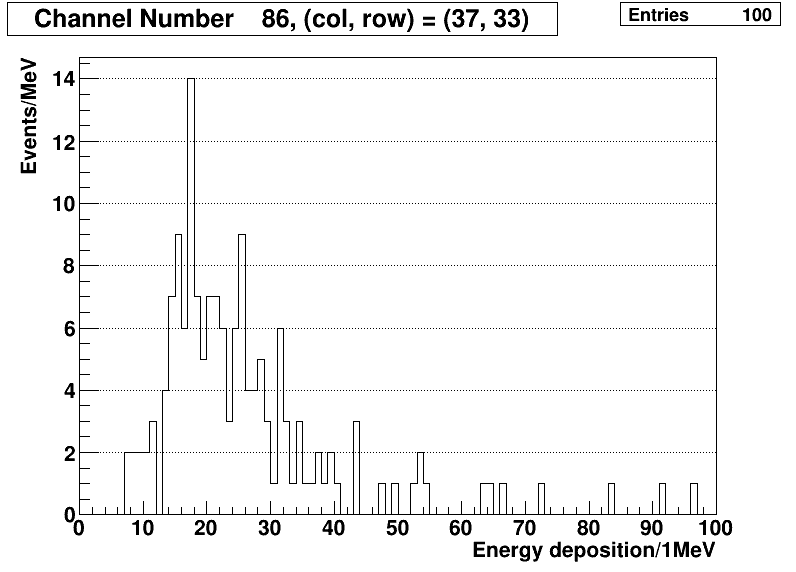 Channel Number 86, (col, row) = (37, 33)
Entries 100
Events/MeV
14
12
10
8
6
4
2
0
0 10 20 30 40 50 60 70 80 90 100
Energy deposition/1MeV